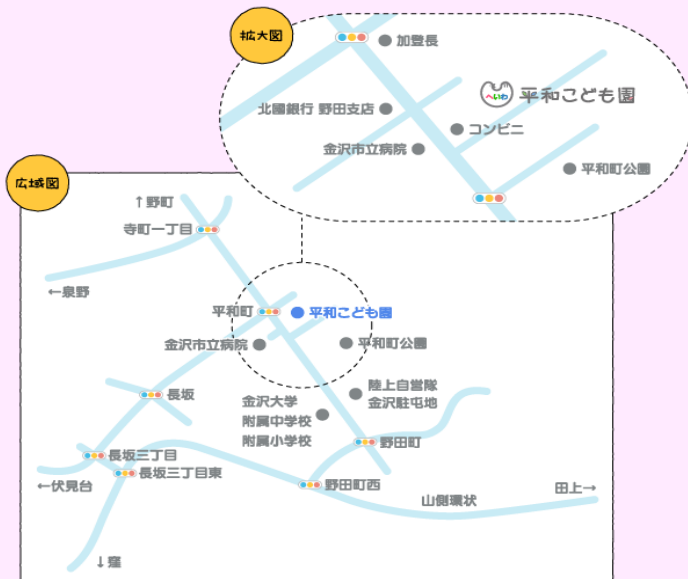 拡大図
加登長
へいわ
平和こども園
北國銀行 野田支店
コンビニ
金沢市立病院
平和町公園
広域図
↑野町
寺町一丁目
←泉野
平和町
平和こども園
金沢市立病院
平和町公園
長坂
陸上自営隊
金沢駐屯地
金沢大学
附属中学校
附属小学校
野田町
長坂三丁目
長坂三丁目東
←伏見台
野田町西
山側環状
田上→
↓窪